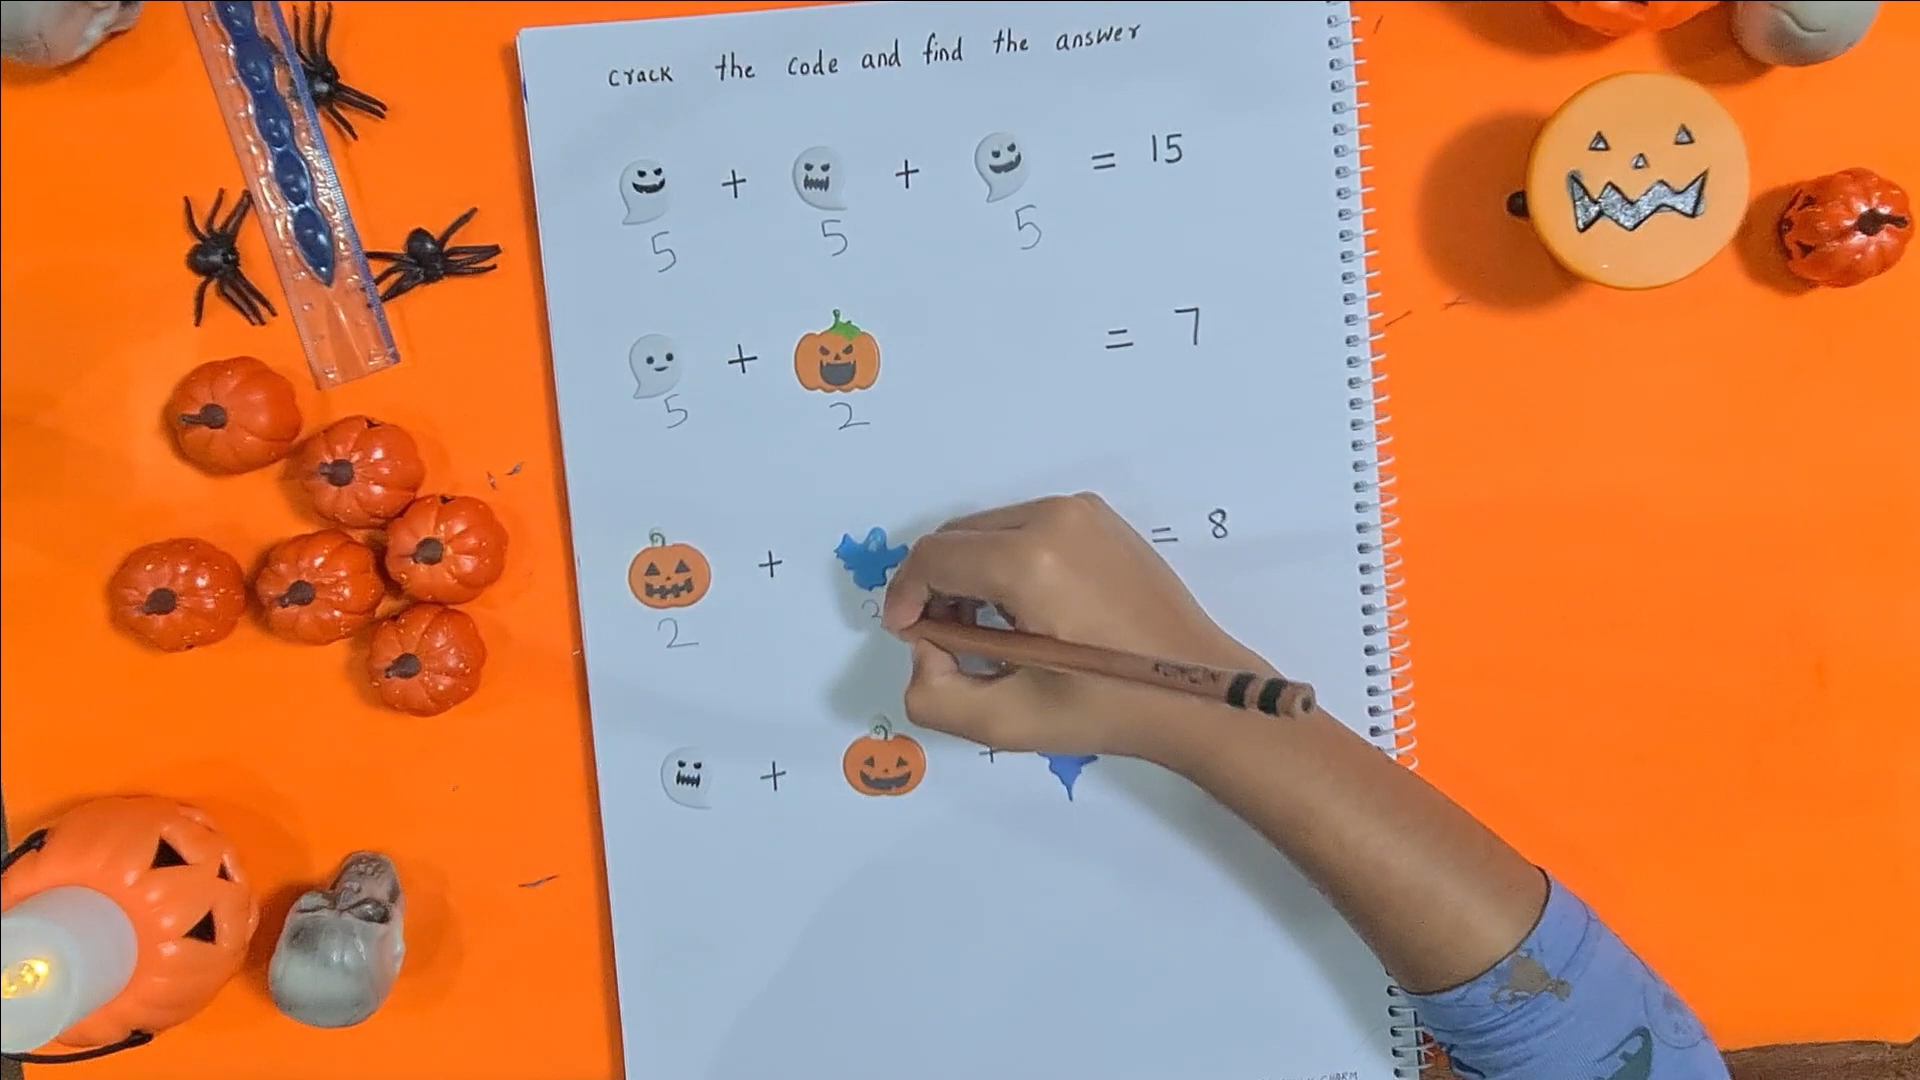 crack the code and find the answer
+ + = 15
5 5 5
+ = 7
5 2
+ = 8
2
+ +